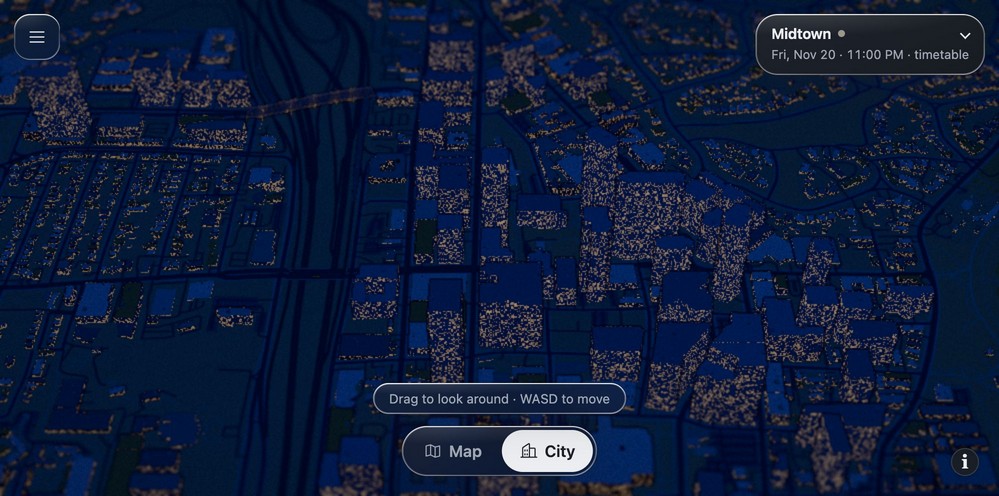 Midtown
Fri, Nov 20 · 11:00 PM · timetable
Drag to look around · WASD to move
Map
City
i